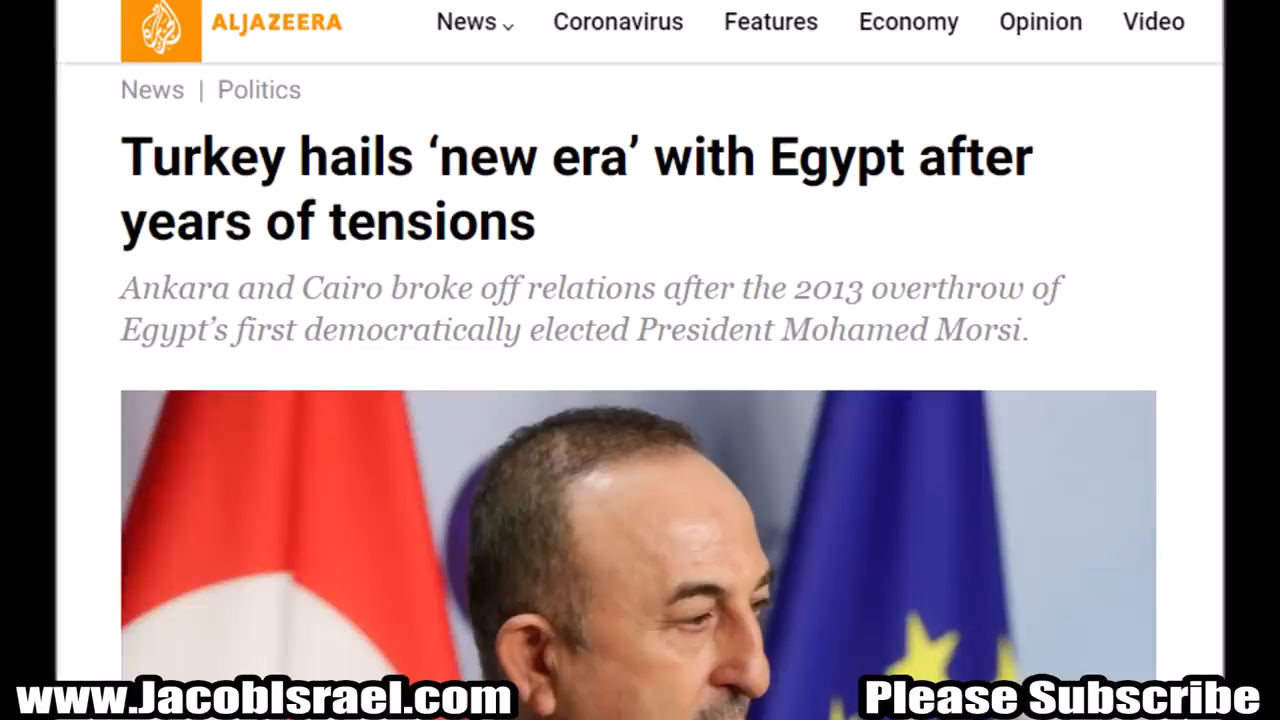 ALJAZEERA News Coronavirus Features Economy Opinion Video
News | Politics
Turkey hails ‘new era’ with Egypt after
years of tensions
Ankara and Cairo broke off relations after the 2013 overthrow of
Egypt’s first democratically elected President Mohamed Morsi.
www.JacobIsrael.com Please Subscribe